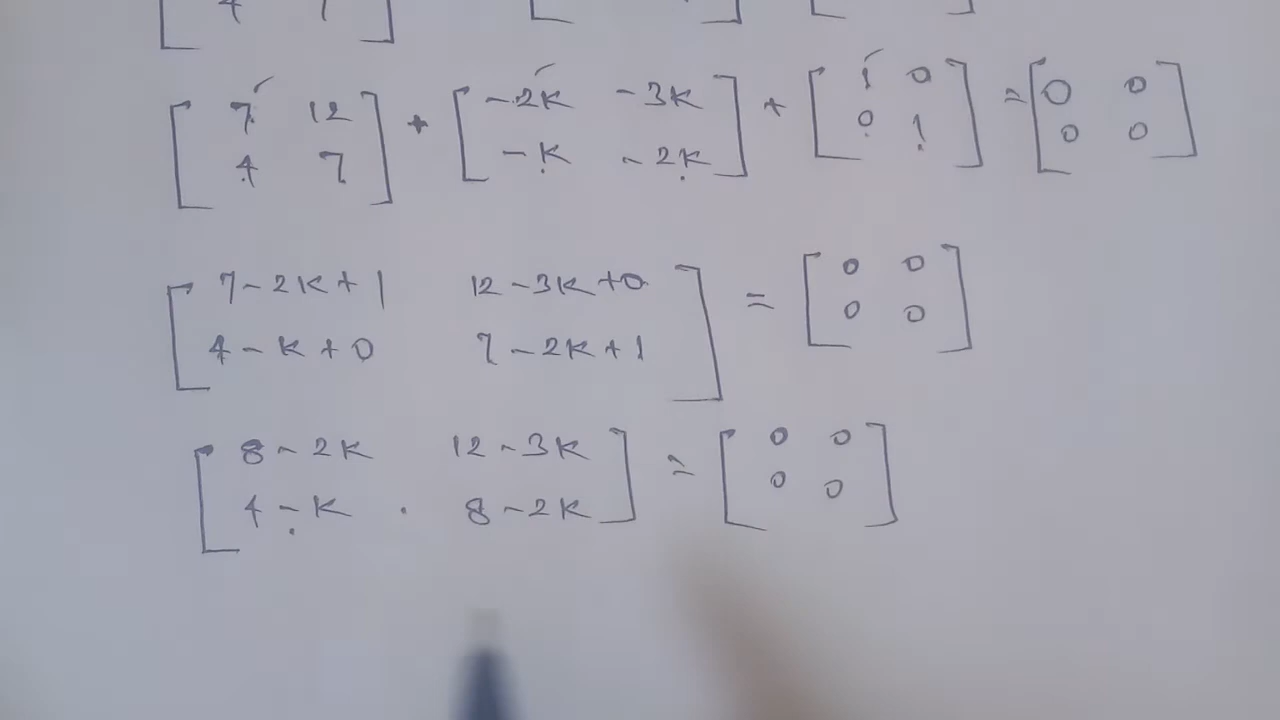 4 7
[ 7 12 ] + [ -2K -3K ] + [ 1 0 ] = [ 0 0 ]
[ 4 7 ] [ -K -2K ] [ 0 1 ] [ 0 0 ]
[ 7-2K+1 12-3K+0 ] = [ 0 0 ]
[ 4-K+0 7-2K+1 ] [ 0 0 ]
[ 8-2K 12-3K ] = [ 0 0 ]
[ 4-K 8-2K ] [ 0 0 ]